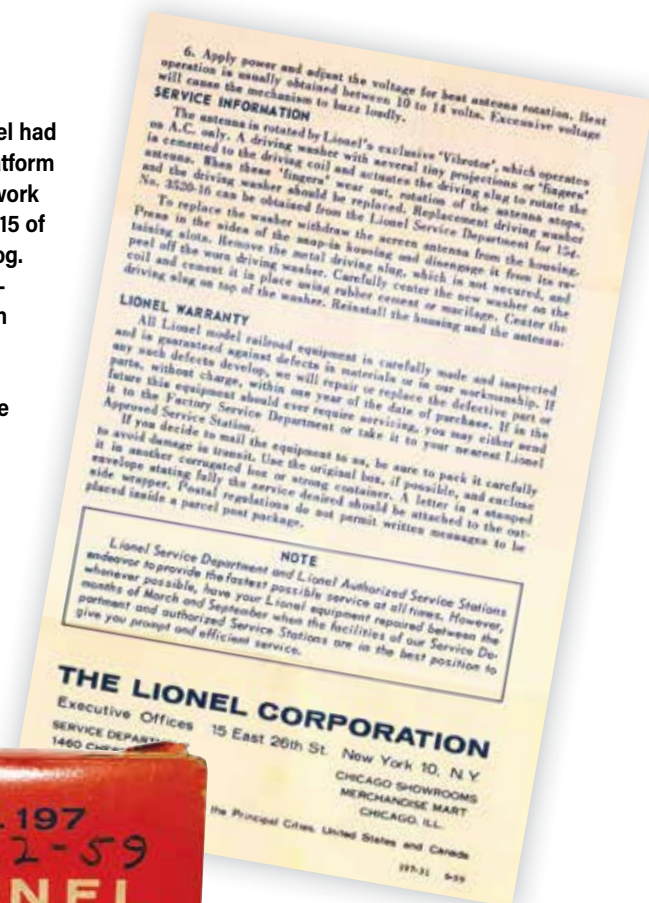 el had
tform
work
15 of
og.
-
n
e
6. Apply power and adjust the voltage for best antenna rotation. Best
operation is usually obtained between 10 to 14 volts. Excessive voltage
will cause the mechanism to buzz loudly.
SERVICE INFORMATION
The antenna is rotated by Lionel's exclusive 'Vibrotor', which operates
on A.C. only. A driving washer with several tiny projections or 'fingers'
is cemented to the driving coil and actuates the driving slug to rotate the
antenna. When these 'fingers' wear out, rotation of the antenna stops,
and the driving washer should be replaced. Replacement driving washer
No. 3520-16 can be obtained from the Lionel Service Department for 15¢.
To replace the washer withdraw the screen antenna from the housing.
Press in the sides of the snap-in housing and disengage it from its re-
taining slots. Remove the metal driving slug, which is not secured, and
peel off the worn driving washer. Carefully center the new washer on the
coil and cement it in place using rubber cement or mucilage. Center the
driving slug on top of the washer. Reinstall the housing and the antenna.
LIONEL WARRANTY
All Lionel model railroad equipment is carefully made and inspected
and is guaranteed against defects in materials or in our workmanship. If
any such defects develop, we will repair or replace the defective part or
parts, without charge, within one year of the date of purchase. If in the
future this equipment should ever require servicing, you may either send
it to the Factory Service Department or take it to your nearest Lionel
Approved Service Station.
If you decide to mail the equipment to us, be sure to pack it carefully
to avoid damage in transit. Use the original box, if possible, and enclose
it in another corrugated box or strong container. A letter in a stamped
envelope stating fully the service desired should be attached to the out-
side wrapper. Postal regulations do not permit written messages to be
placed inside a parcel post package.
NOTE
Lionel Service Department and Lionel Authorized Service Stations
endeavor to provide the fastest possible service at all times. However,
whenever possible, have your Lionel equipment repaired between the
months of March and September when the facilities of our Service De-
partment and authorized Service Stations are in the best position to
give you prompt and efficient service.
THE LIONEL CORPORATION
Executive Offices 15 East 26th St. New York 10, N.Y.
SERVICE DEPART
1460
CHICAGO SHOWROOMS
MERCHANDISE MART
CHICAGO, ILL.
the Principal Cities, United States and Canada
197-31 5-59
197
2-59
NEL